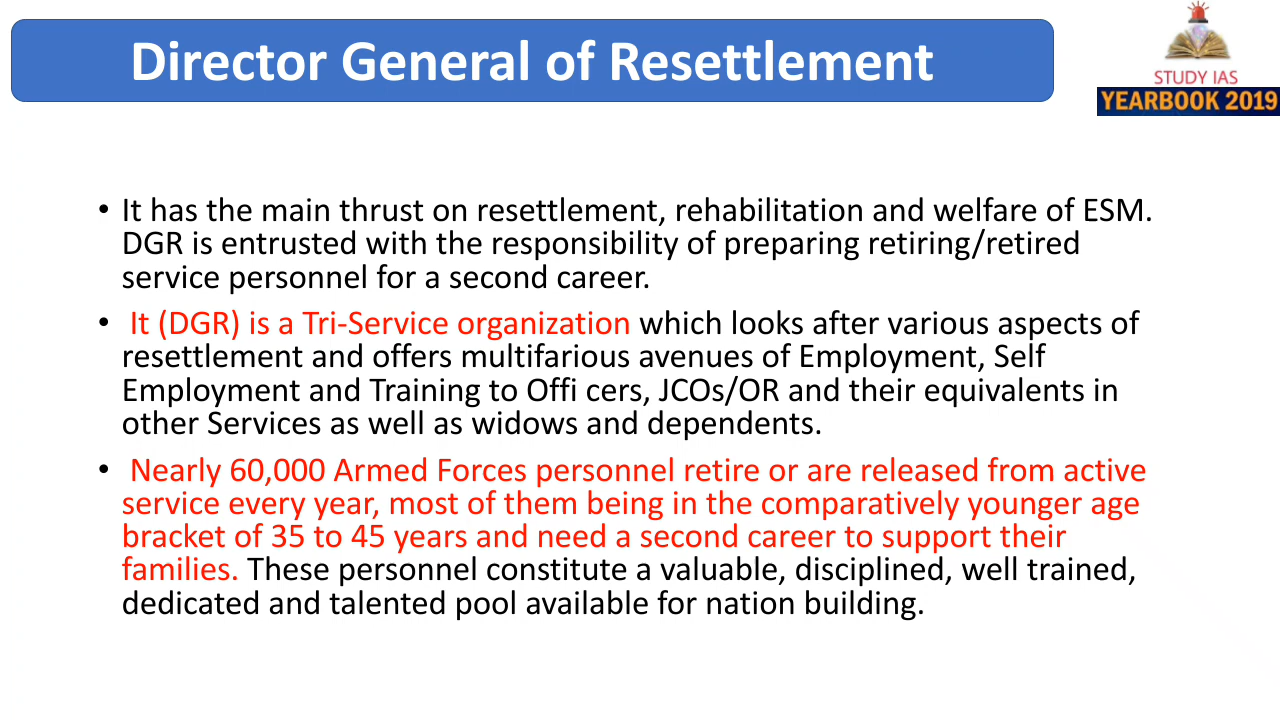 Director General of Resettlement
STUDY IAS
YEARBOOK 2019
• It has the main thrust on resettlement, rehabilitation and welfare of ESM.
DGR is entrusted with the responsibility of preparing retiring/retired
service personnel for a second career.
• It (DGR) is a Tri-Service organization which looks after various aspects of
resettlement and offers multifarious avenues of Employment, Self
Employment and Training to Offi cers, JCOs/OR and their equivalents in
other Services as well as widows and dependents.
• Nearly 60,000 Armed Forces personnel retire or are released from active
service every year, most of them being in the comparatively younger age
bracket of 35 to 45 years and need a second career to support their
families. These personnel constitute a valuable, disciplined, well trained,
dedicated and talented pool available for nation building.